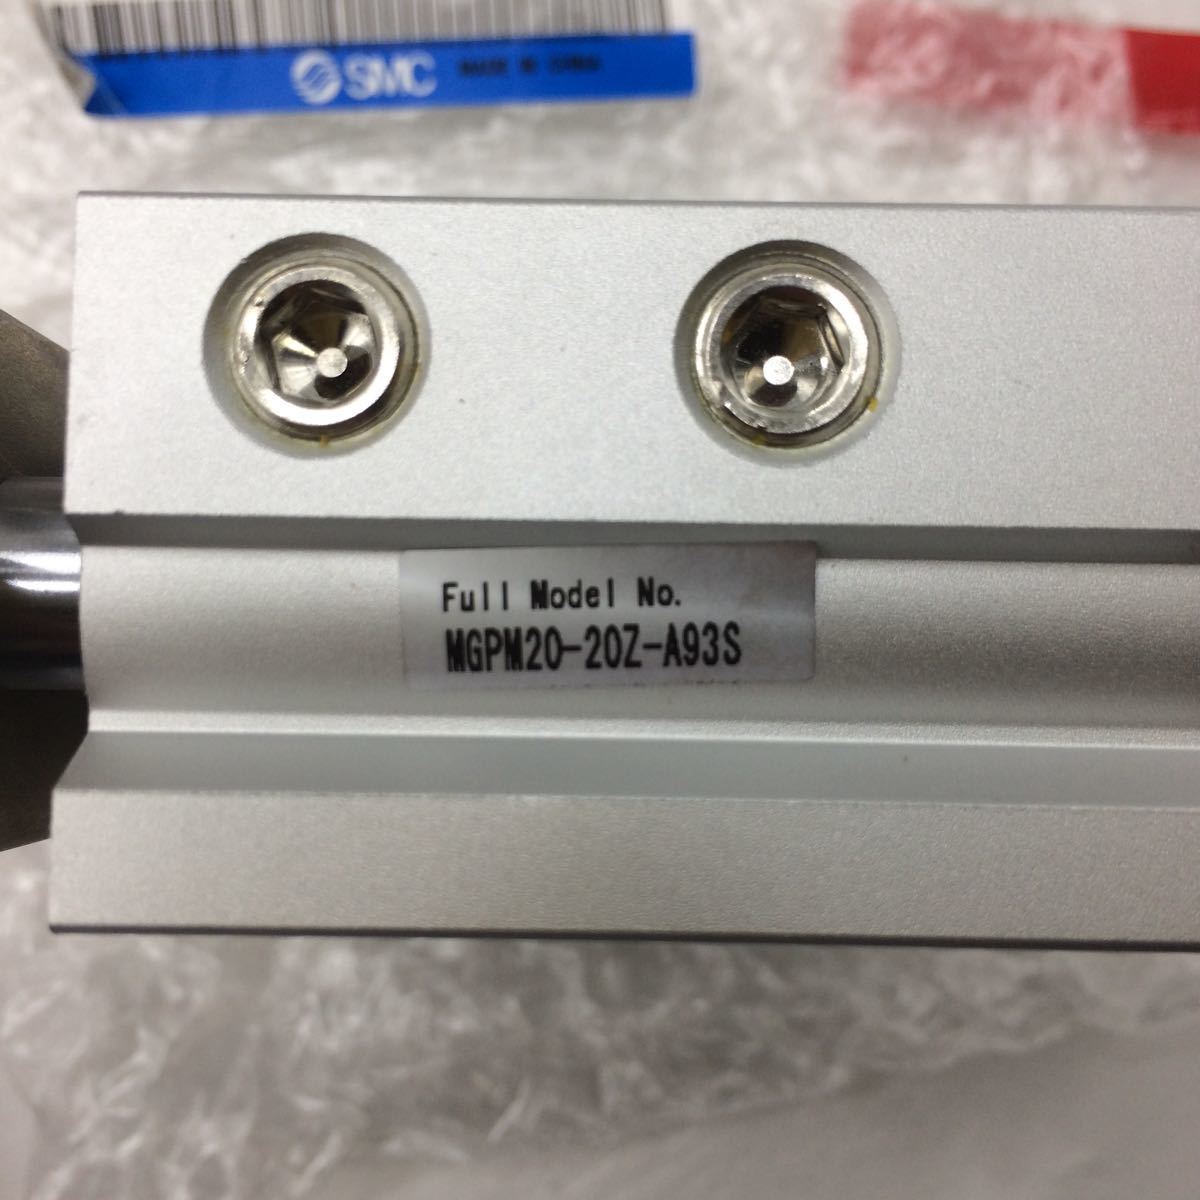 SMC MADE IN CHINA
Full Model No.
MGPM20-20Z-A93S